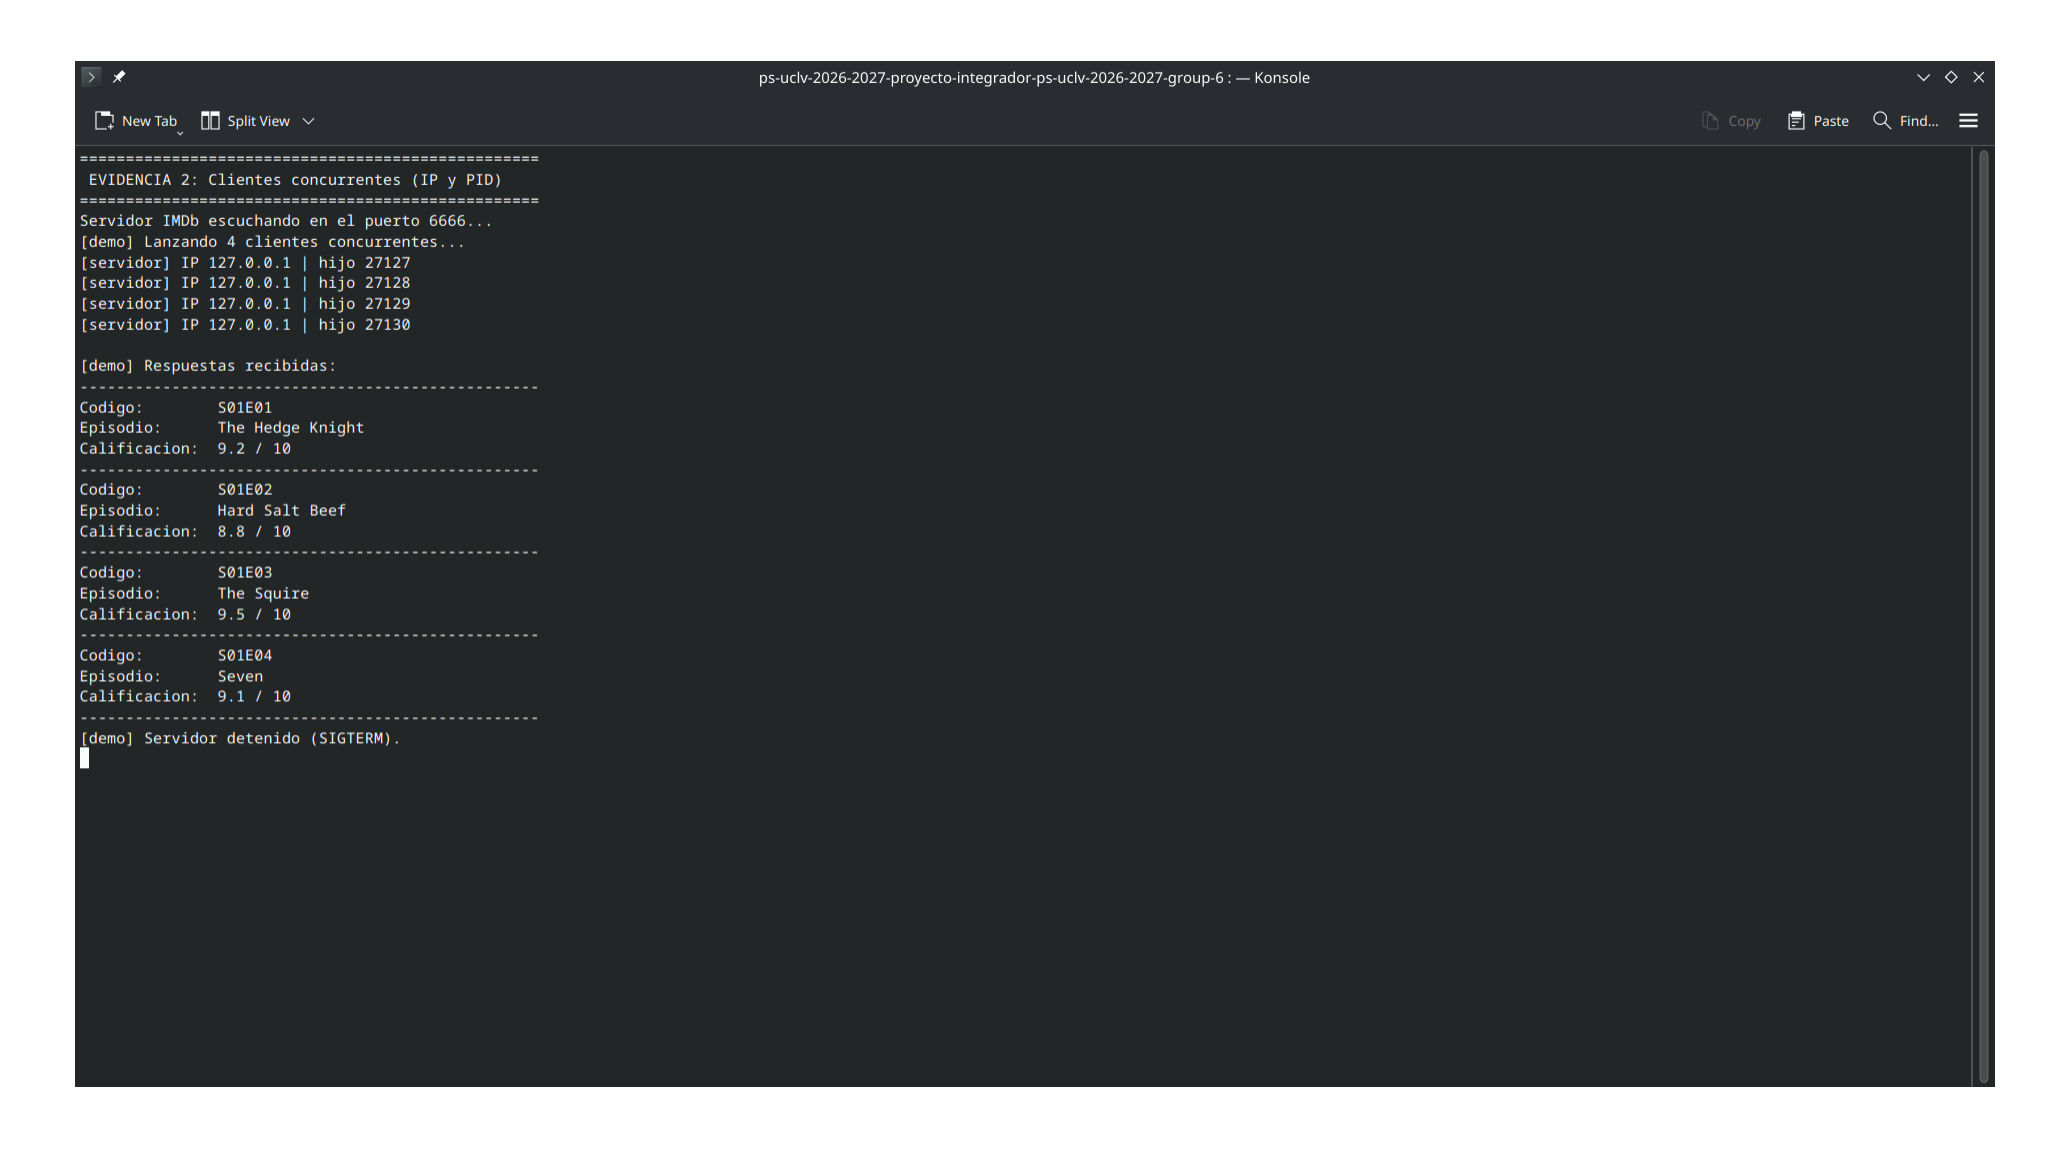 ps-uclv-2026-2027-proyecto-integrador-ps-uclv-2026-2027-group-6 : — Konsole
New Tab Split View Copy Paste Find...
==================================================
EVIDENCIA 2: Clientes concurrentes (IP y PID)
==================================================
Servidor IMDb escuchando en el puerto 6666...
[demo] Lanzando 4 clientes concurrentes...
[servidor] IP 127.0.0.1 | hijo 27127
[servidor] IP 127.0.0.1 | hijo 27128
[servidor] IP 127.0.0.1 | hijo 27129
[servidor] IP 127.0.0.1 | hijo 27130
[demo] Respuestas recibidas:
--------------------------------------------------
Codigo: S01E01
Episodio: The Hedge Knight
Calificacion: 9.2 / 10
--------------------------------------------------
Codigo: S01E02
Episodio: Hard Salt Beef
Calificacion: 8.8 / 10
--------------------------------------------------
Codigo: S01E03
Episodio: The Squire
Calificacion: 9.5 / 10
--------------------------------------------------
Codigo: S01E04
Episodio: Seven
Calificacion: 9.1 / 10
--------------------------------------------------
[demo] Servidor detenido (SIGTERM).